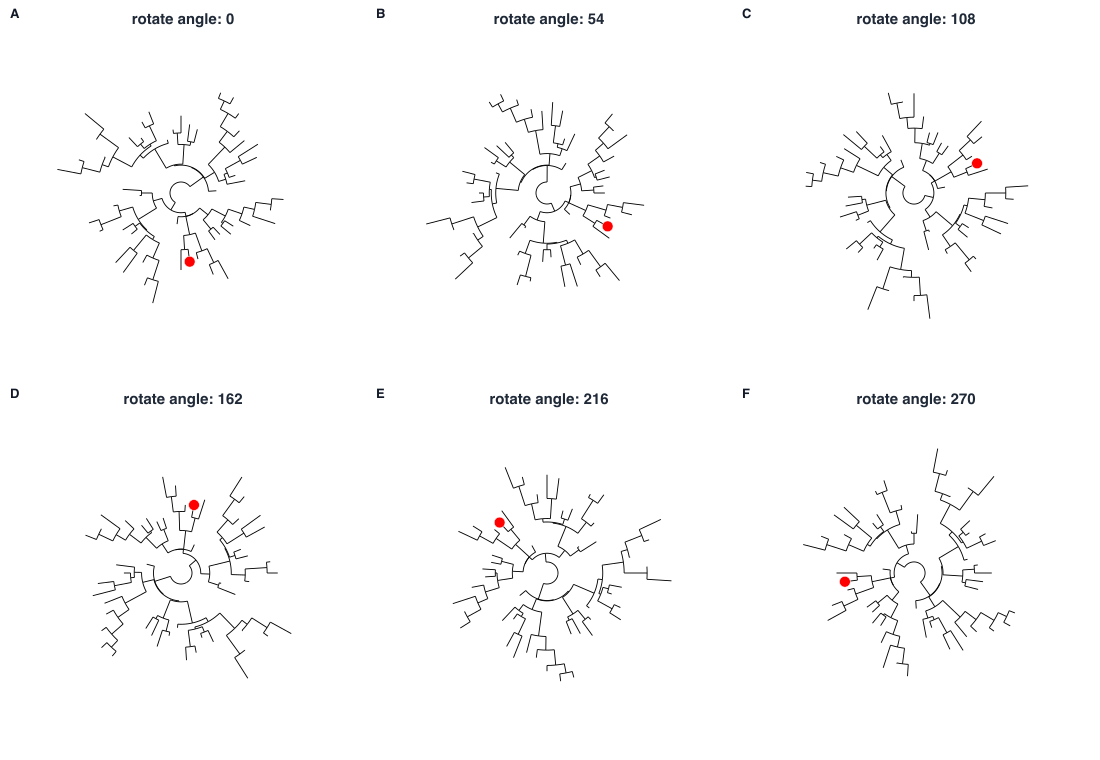 A
rotate angle: 0
B
rotate angle: 54
C
rotate angle: 108
D
rotate angle: 162
E
rotate angle: 216
F
rotate angle: 270